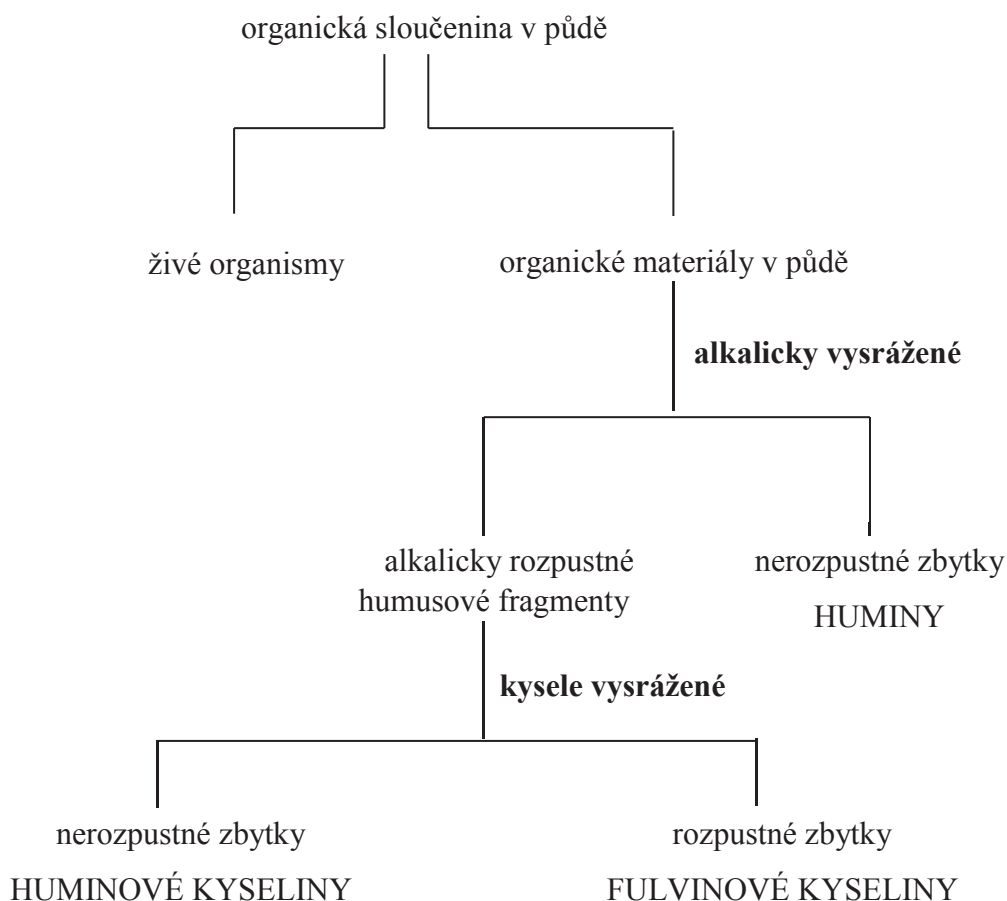 organická sloučenina v půdě
živé organismy
organické materiály v půdě
alkalicky vysrážené
alkalicky rozpustné
humusové fragmenty
nerozpustné zbytky
HUMINY
kysele vysrážené
nerozpustné zbytky
HUMINOVÉ KYSELINY
rozpustné zbytky
FULVINOVÉ KYSELINY